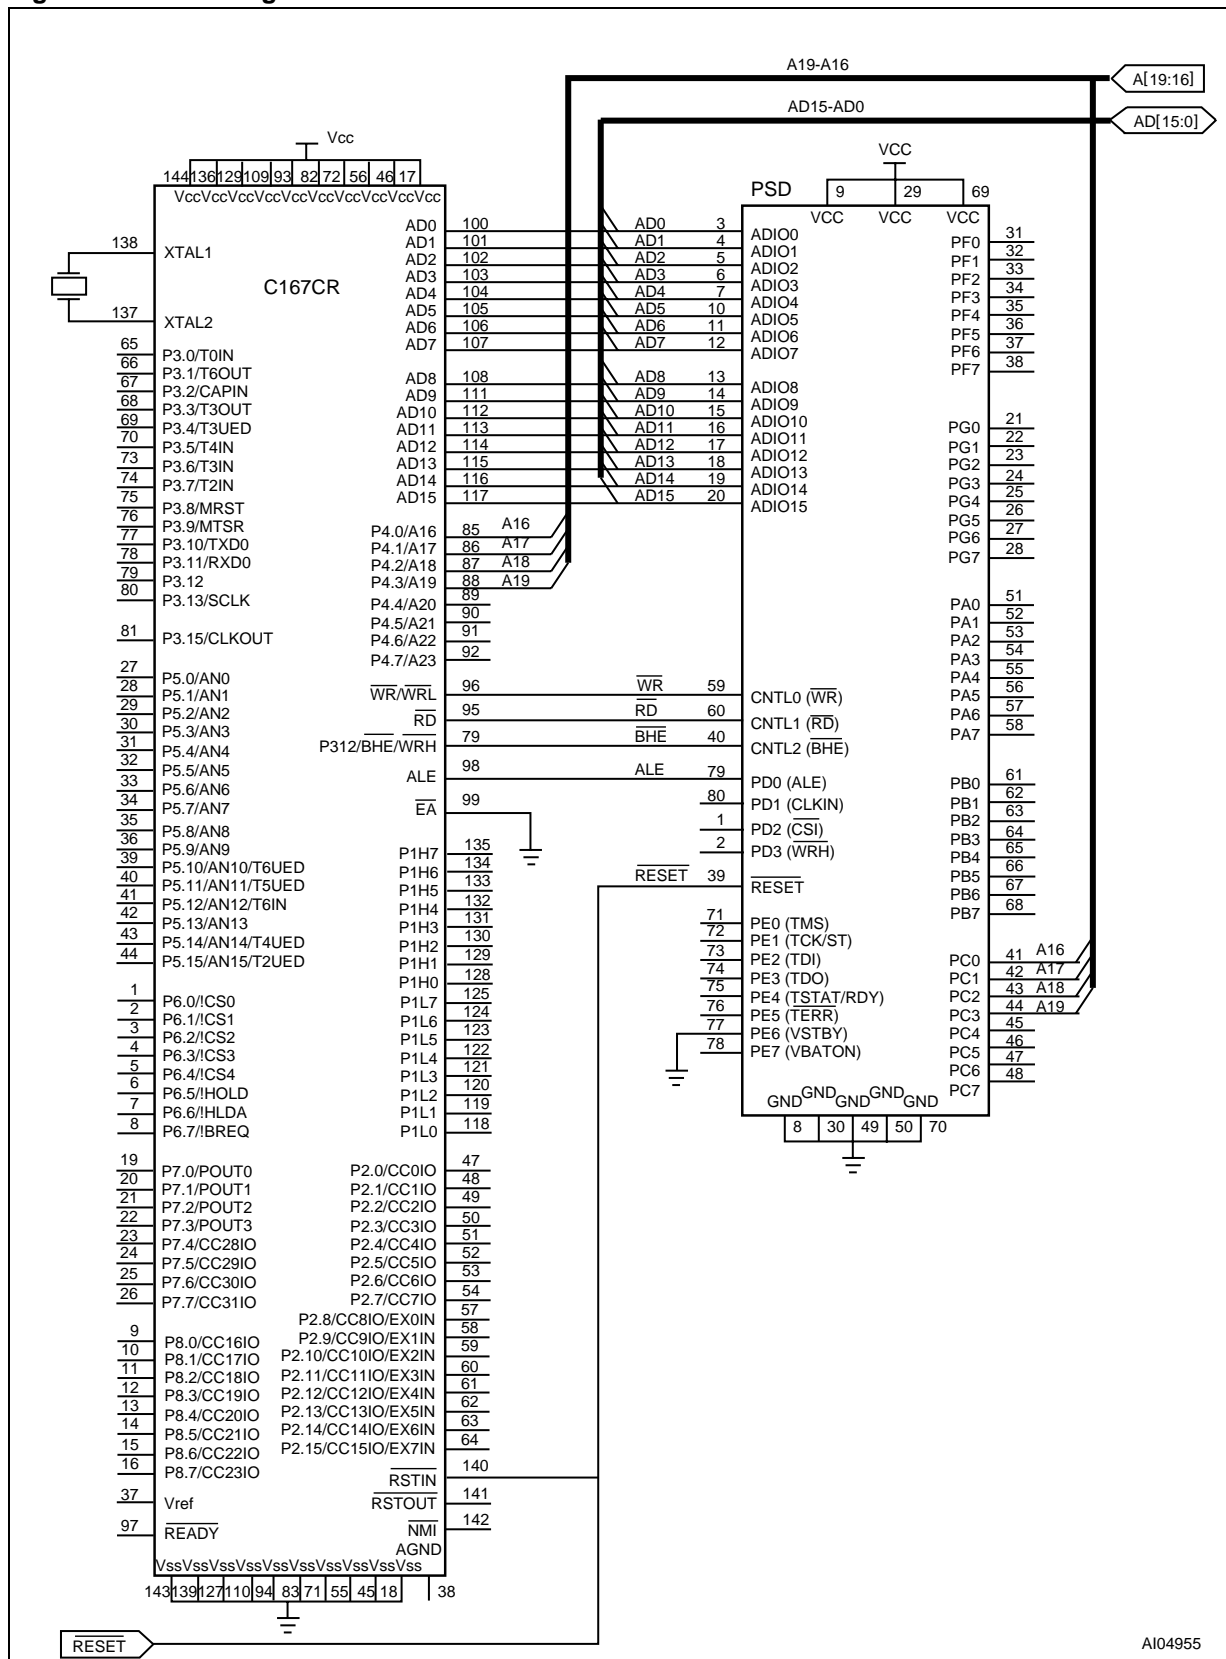 A19-A16
A[19:16]
AD15-AD0
AD[15:0]
Vcc
144 136 129 109 93 82 72 56 46 17
Vcc Vcc Vcc Vcc Vcc Vcc Vcc Vcc Vcc Vcc
C167CR
138 XTAL1
137 XTAL2
65 P3.0/T0IN
66 P3.1/T6OUT
67 P3.2/CAPIN
68 P3.3/T3OUT
69 P3.4/T3UED
70 P3.5/T4IN
73 P3.6/T3IN
74 P3.7/T2IN
75 P3.8/MRST
76 P3.9/MTSR
77 P3.10/TXD0
78 P3.11/RXD0
79 P3.12
80 P3.13/SCLK
81 P3.15/CLKOUT
27 P5.0/AN0
28 P5.1/AN1
29 P5.2/AN2
30 P5.3/AN3
31 P5.4/AN4
32 P5.5/AN5
33 P5.6/AN6
34 P5.7/AN7
35 P5.8/AN8
36 P5.9/AN9
39 P5.10/AN10/T6UED
40 P5.11/AN11/T5UED
41 P5.12/AN12/T6IN
42 P5.13/AN13
43 P5.14/AN14/T4UED
44 P5.15/AN15/T2UED
1 P6.0/!CS0
2 P6.1/!CS1
3 P6.2/!CS2
4 P6.3/!CS3
5 P6.4/!CS4
6 P6.5/!HOLD
7 P6.6/!HLDA
8 P6.7/!BREQ
19 P7.0/POUT0
20 P7.1/POUT1
21 P7.2/POUT2
22 P7.3/POUT3
23 P7.4/CC28IO
24 P7.5/CC29IO
25 P7.6/CC30IO
26 P7.7/CC31IO
9 P8.0/CC16IO
10 P8.1/CC17IO
11 P8.2/CC18IO
12 P8.3/CC19IO
13 P8.4/CC20IO
14 P8.5/CC21IO
15 P8.6/CC22IO
16 P8.7/CC23IO
37 Vref
97 READY
AD0 100 AD0 3 ADIO0
AD1 101 AD1 4 ADIO1
AD2 102 AD2 5 ADIO2
AD3 103 AD3 6 ADIO3
AD4 104 AD4 7 ADIO4
AD5 105 AD5 10 ADIO5
AD6 106 AD6 11 ADIO6
AD7 107 AD7 12 ADIO7
AD8 108 AD8 13 ADIO8
AD9 111 AD9 14 ADIO9
AD10 112 AD10 15 ADIO10
AD11 113 AD11 16 ADIO11
AD12 114 AD12 17 ADIO12
AD13 115 AD13 18 ADIO13
AD14 116 AD14 19 ADIO14
AD15 117 AD15 20 ADIO15
P4.0/A16 85 A16
P4.1/A17 86 A17
P4.2/A18 87 A18
P4.3/A19 88 A19
P4.4/A20 89
P4.5/A21 90
P4.6/A22 91
P4.7/A23 92
WR/WRL 96 WR 59 CNTL0 (WR)
RD 95 RD 60 CNTL1 (RD)
P312/BHE/WRH 79 BHE 40 CNTL2 (BHE)
ALE 98 ALE 79 PD0 (ALE)
EA 99
80 PD1 (CLKIN)
1 PD2 (CSI)
2 PD3 (WRH)
RESET 39 RESET
P1H7 135
P1H6 134
P1H5 133
P1H4 132
P1H3 131
P1H2 130
P1H1 129
P1H0 128
P1L7 125
P1L6 124
P1L5 123
P1L4 122
P1L3 121
P1L2 120
P1L1 119
P1L0 118
P2.0/CC0IO 47
P2.1/CC1IO 48
P2.2/CC2IO 49
P2.3/CC3IO 50
P2.4/CC4IO 51
P2.5/CC5IO 52
P2.6/CC6IO 53
P2.7/CC7IO 54
P2.8/CC8IO/EX0IN 57
P2.9/CC9IO/EX1IN 58
P2.10/CC10IO/EX2IN 59
P2.11/CC11IO/EX3IN 60
P2.12/CC12IO/EX4IN 61
P2.13/CC13IO/EX5IN 62
P2.14/CC14IO/EX6IN 63
P2.15/CC15IO/EX7IN 64
RSTIN 140
RSTOUT 141
NMI 142
AGND
Vss Vss Vss Vss Vss Vss Vss Vss Vss Vss
143 139 127 110 94 83 71 55 45 18 38
RESET
VCC
PSD 9 29 69
VCC VCC VCC
71 PE0 (TMS)
72 PE1 (TCK/ST)
73 PE2 (TDI)
74 PE3 (TDO)
75 PE4 (TSTAT/RDY)
76 PE5 (TERR)
77 PE6 (VSTBY)
78 PE7 (VBATON)
PF0 31
PF1 32
PF2 33
PF3 34
PF4 35
PF5 36
PF6 37
PF7 38
PG0 21
PG1 22
PG2 23
PG3 24
PG4 25
PG5 26
PG6 27
PG7 28
PA0 51
PA1 52
PA2 53
PA3 54
PA4 55
PA5 56
PA6 57
PA7 58
PB0 61
PB1 62
PB2 63
PB3 64
PB4 65
PB5 66
PB6 67
PB7 68
PC0 41 A16
PC1 42 A17
PC2 43 A18
PC3 44 A19
PC4 45
PC5 46
PC6 47
PC7 48
GND GND GND GND GND
8 30 49 50 70
AI04955